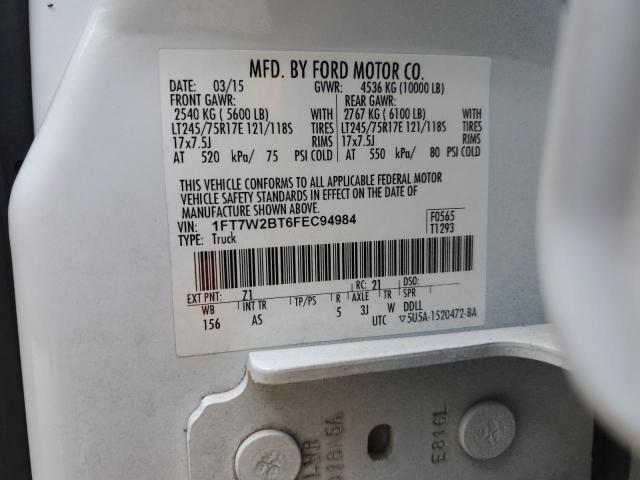 MFD. BY FORD MOTOR CO.
DATE: 03/15 GVWR: 4536 KG (10000 LB)
FRONT GAWR: REAR GAWR:
2540 KG ( 5600 LB) WITH 2767 KG ( 6100 LB) WITH
LT245/75R17E 121/118S TIRES LT245/75R17E 121/118S TIRES
17x7.5J RIMS 17x7.5J RIMS
AT 520 kPa/ 75 PSI COLD AT 550 kPa/ 80 PSI COLD
THIS VEHICLE CONFORMS TO ALL APPLICABLE FEDERAL MOTOR
VEHICLE SAFETY STANDARDS IN EFFECT ON THE DATE OF
MANUFACTURE SHOWN ABOVE.
VIN: 1FT7W2BT6FEC94984 F0565
TYPE: Truck T1293
EXT PNT: Z1 RC: 21 DSO:
WB INT TR TP/PS R AXLE TR SPR
156 AS 5 3J W DDLL
UTC ▽5U5A-1520472-BA
E816L